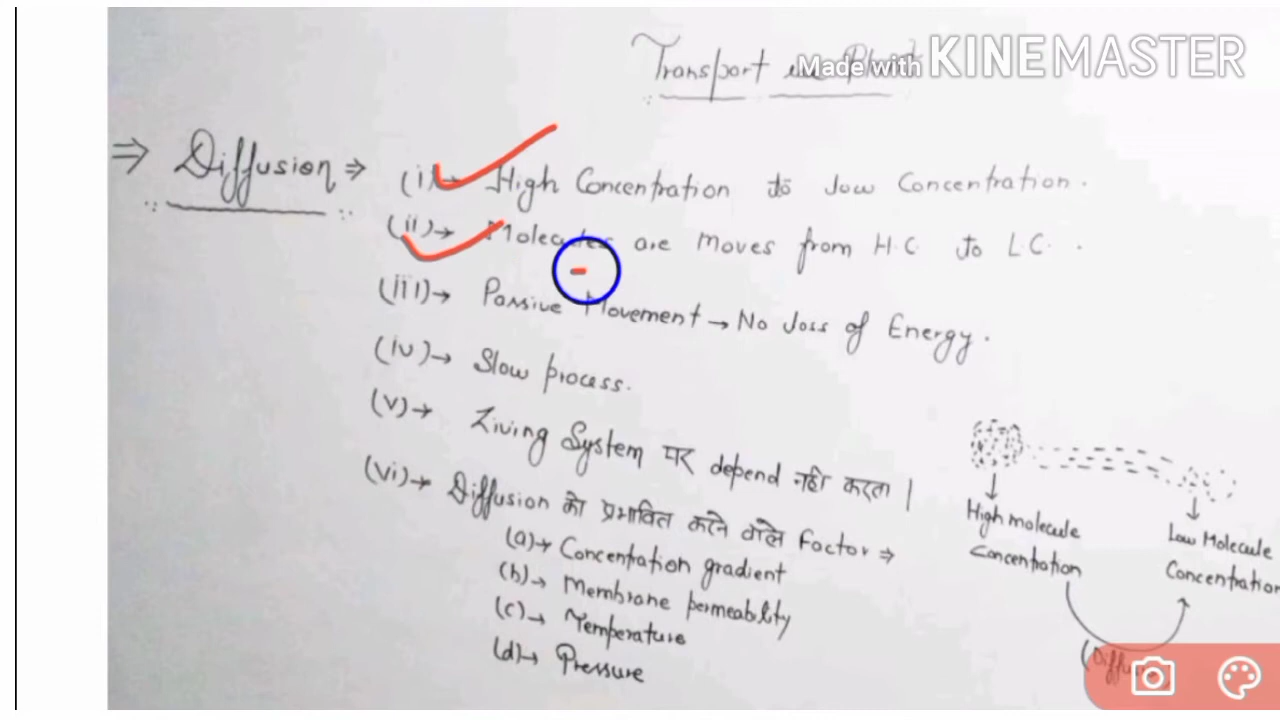 Transport in Plant
Made with KINEMASTER
⇒ Diffusion ⇒ (i)→ High Concentration to low Concentration.
(ii)→ Molecules are moves from H.C. to L.C.
(iii)→ Passive Movement → No loss of Energy.
(iv)→ Slow process.
(v)→ Living System पर depend नहीं करता |
(vi)→ Diffusion को प्रभावित करने वाले Factor ⇒
(a)→ Concentration gradient
(b)→ Membrane permeability
(c)→ Temperature
(d)→ Pressure
High molecule
Concentration
Low Molecule
Concentration